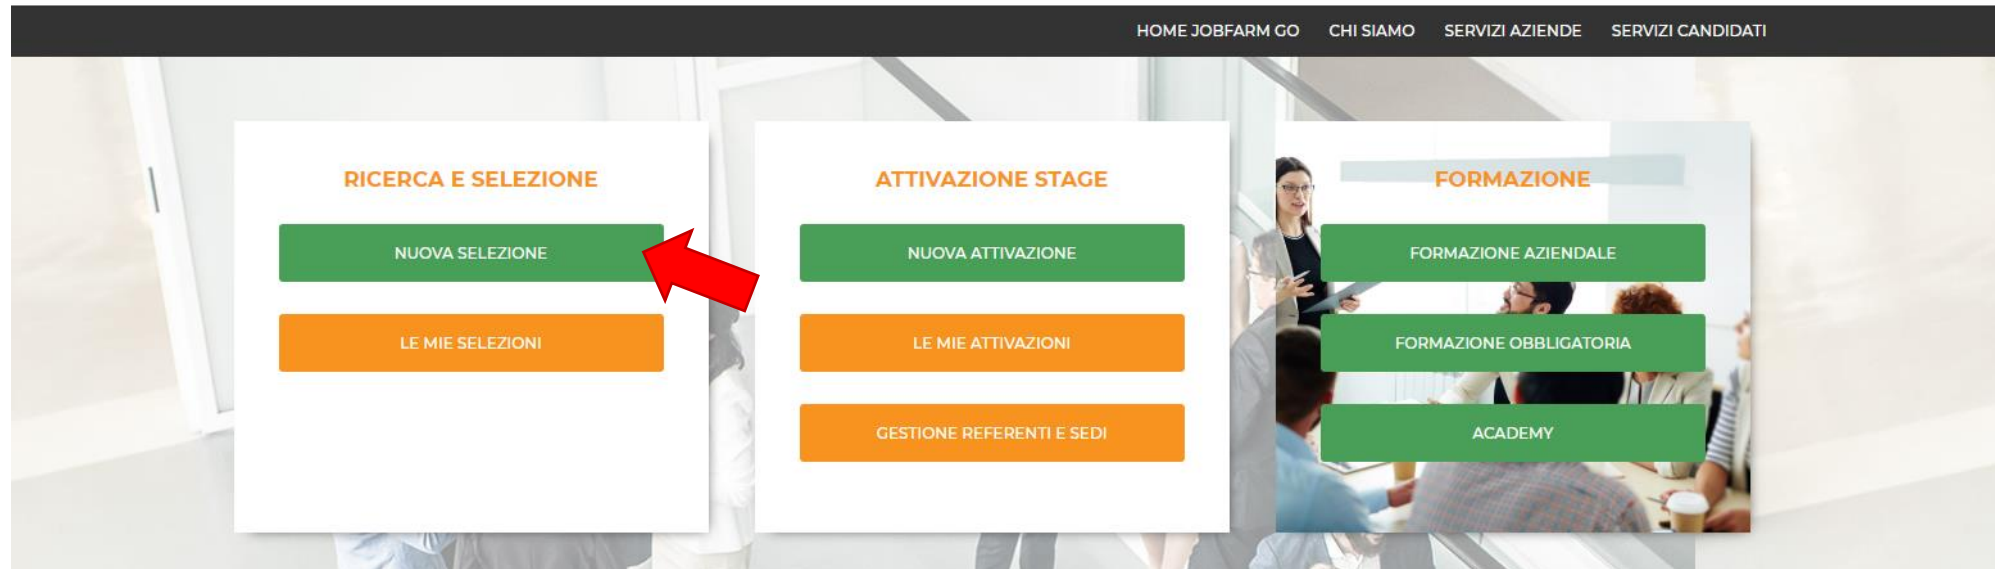 HOME JOBFARM GO CHI SIAMO SERVIZI AZIENDE SERVIZI CANDIDATI
RICERCA E SELEZIONE
NUOVA SELEZIONE
LE MIE SELEZIONI
ATTIVAZIONE STAGE
NUOVA ATTIVAZIONE
LE MIE ATTIVAZIONI
GESTIONE REFERENTI E SEDI
FORMAZIONE
FORMAZIONE AZIENDALE
FORMAZIONE OBBLIGATORIA
ACADEMY